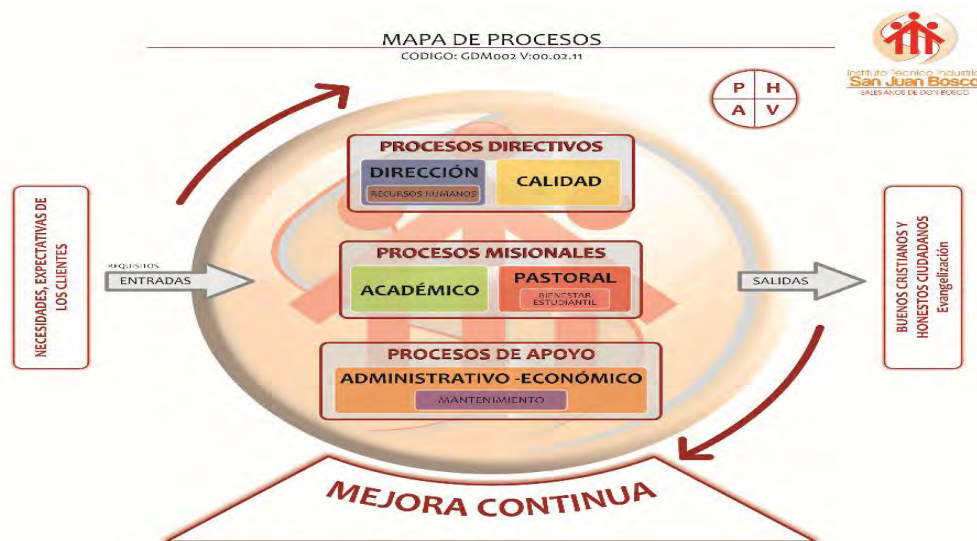 MAPA DE PROCESOS
CODIGO: GDM002 V:00.02.11
Instituto Técnico Industrial
San Juan Bosco
SALESIANOS DE DON BOSCO
P H
A V
PROCESOS DIRECTIVOS
DIRECCIÓN
RECURSOS HUMANOS
CALIDAD
NECESIDADES, EXPECTATIVAS DE
LOS CLIENTES
REQUISITOS
ENTRADAS
PROCESOS MISIONALES
ACADÉMICO
PASTORAL
BIENESTAR
ESTUDIANTIL
SALIDAS
BUENOS CRISTIANOS Y
HONESTOS CIUDADANOS
Evangelización
PROCESOS DE APOYO
ADMINISTRATIVO -ECONÓMICO
MANTENIMIENTO
MEJORA CONTINUA